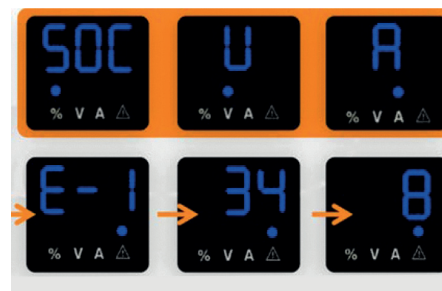 SOC U A
% V A ⚠ % V A ⚠ % V A ⚠
E-1 34 8
% V A ⚠ % V A ⚠ % V A ⚠